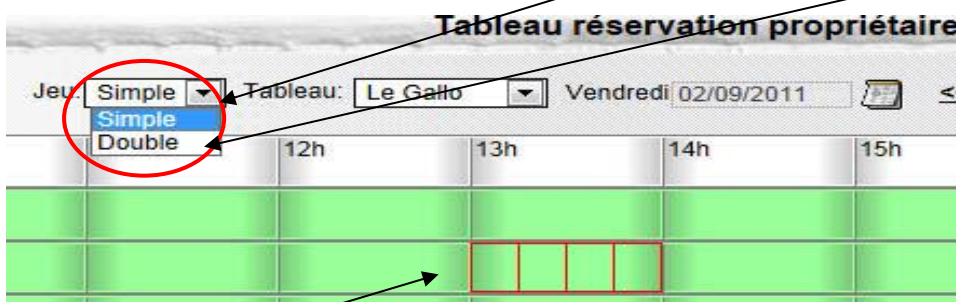 Tableau réservation propriétaire
Jeu: Simple Tableau: Le Gallo Vendredi 02/09/2011 <
Simple
Double
12h 13h 14h 15h